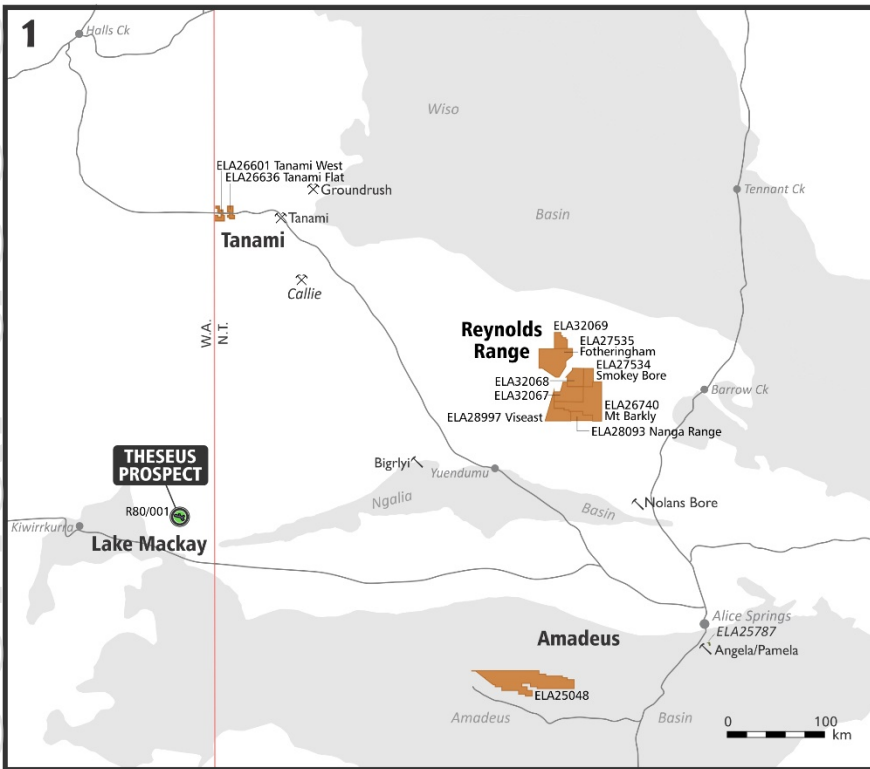 1
Halls Ck
Wiso
ELA26601 Tanami West
ELA26636 Tanami Flat
Groundrush
Tennant Ck
Tanami
Basin
Tanami
Callie
W.A.
N.T.
Reynolds
Range
ELA32069
ELA27535
Fotheringham
ELA27534
Smokey Bore
ELA32068
ELA32067
Barrow Ck
ELA26740
Mt Barkly
ELA28997 Viseast
ELA28093 Nanga Range
THESEUS
PROSPECT
Bigrlyi
Yuendumu
Ngalia
Basin
Nolans Bore
R80/001
Kiwirrkurra
Lake Mackay
Alice Springs
ELA25787
Angela/Pamela
Amadeus
ELA25048
Amadeus
Basin
0 100
km